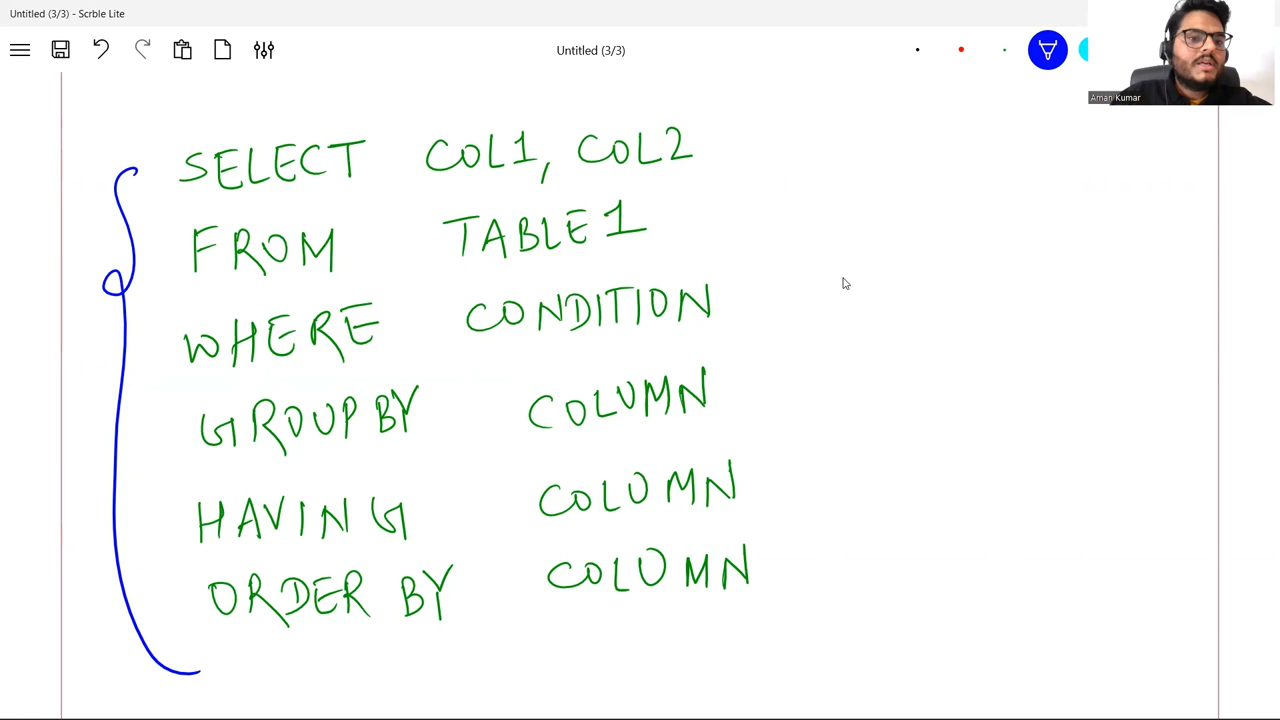 Untitled (3/3) - Scrble Lite
Untitled (3/3)
Aman Kumar
SELECT COL1, COL2
FROM TABLE1
WHERE CONDITION
GROUP BY COLUMN
HAVING COLUMN
ORDER BY COLUMN